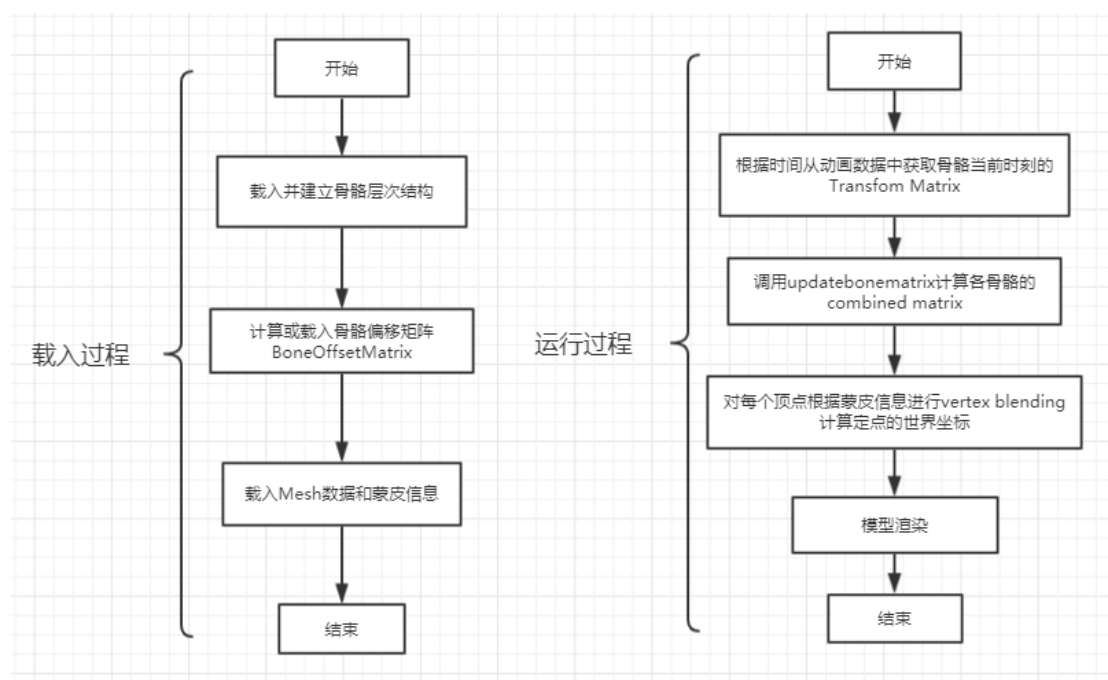 载入过程
开始
载入并建立骨骼层次结构
计算或载入骨骼偏移矩阵
BoneOffsetMatrix
载入Mesh数据和蒙皮信息
结束
运行过程
开始
根据时间从动画数据中获取骨骼当前时刻的
Transfom Matrix
调用updatebonematrix计算各骨骼的
combined matrix
对每个顶点根据蒙皮信息进行vertex blending
计算定点的世界坐标
模型渲染
结束